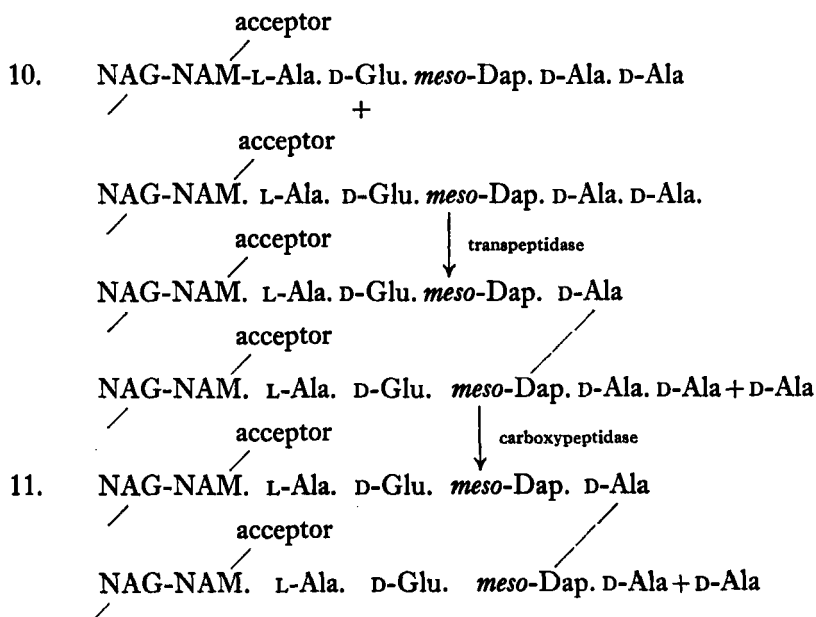 acceptor
10. NAG-NAM-L-Ala. D-Glu. meso-Dap. D-Ala. D-Ala
+
acceptor
NAG-NAM. L-Ala. D-Glu. meso-Dap. D-Ala. D-Ala.
transpeptidase
acceptor
NAG-NAM. L-Ala. D-Glu. meso-Dap. D-Ala
acceptor
NAG-NAM. L-Ala. D-Glu. meso-Dap. D-Ala. D-Ala+D-Ala
carboxypeptidase
acceptor
11. NAG-NAM. L-Ala. D-Glu. meso-Dap. D-Ala
acceptor
NAG-NAM. L-Ala. D-Glu. meso-Dap. D-Ala+D-Ala